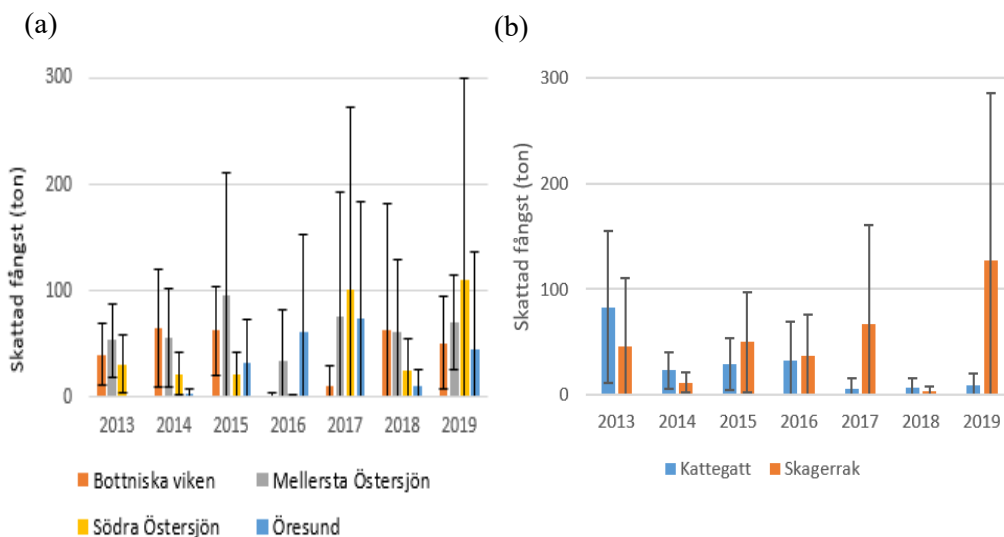 (a)
Skattad fångst (ton)
300
200
100
0
2013 2014 2015 2016 2017 2018 2019
Bottniska viken Mellersta Östersjön
Södra Östersjön Öresund
(b)
Skattad fångst (ton)
300
200
100
0
2013 2014 2015 2016 2017 2018 2019
Kattegatt Skagerrak